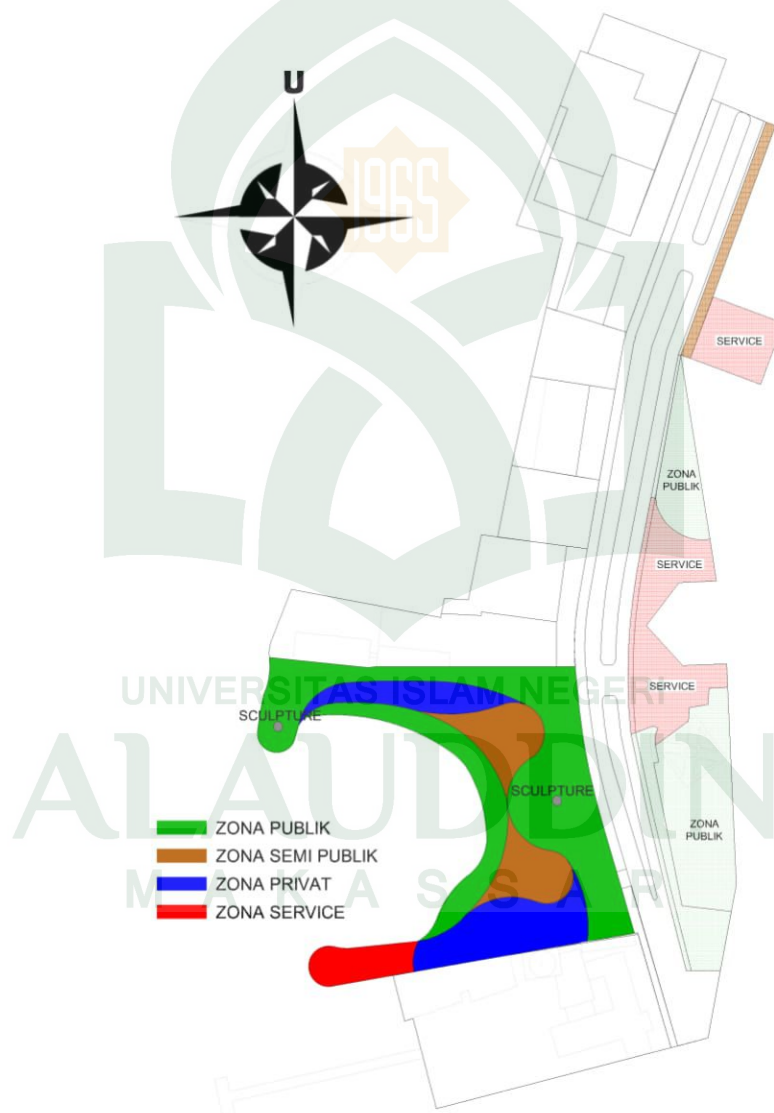 U
1965
SERVICE
ZONA
PUBLIK
SERVICE
SERVICE
UNIVERSITAS ISLAM NEGERI
SCULPTURE
ALAUDDIN
SCULPTURE
ZONA PUBLIK
ZONA SEMI PUBLIK
ZONA PRIVAT
ZONA SERVICE
ZONA
PUBLIK
MAKASSAR